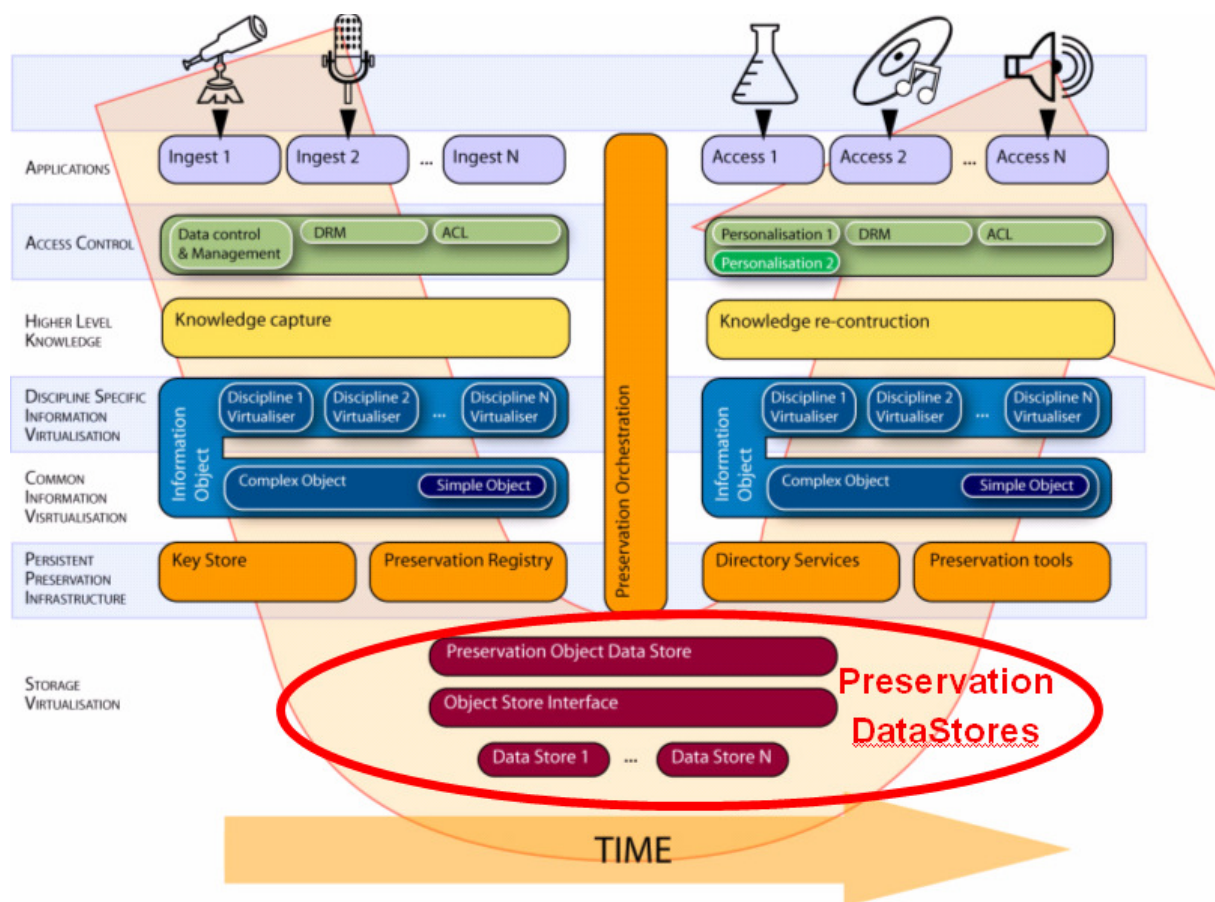 APPLICATIONS
Ingest 1
Ingest 2
...
Ingest N
Access 1
Access 2
...
Access N
ACCESS CONTROL
Data control
& Management
DRM
ACL
Personalisation 1
Personalisation 2
DRM
ACL
HIGHER LEVEL
KNOWLEDGE
Knowledge capture
Knowledge re-contruction
DISCIPLINE SPECIFIC
INFORMATION
VIRTUALISATION
Information
Object
Discipline 1
Virtualiser
Discipline 2
Virtualiser
...
Discipline N
Virtualiser
Preservation Orchestration
Information
Object
Discipline 1
Virtualiser
Discipline 2
Virtualiser
...
Discipline N
Virtualiser
COMMON
INFORMATION
VISRTUALISATION
Complex Object
Simple Object
Complex Object
Simple Object
PERSISTENT
PRESERVATION
INFRASTRUCTURE
Key Store
Preservation Registry
Directory Services
Preservation tools
STORAGE
VIRTUALISATION
Preservation Object Data Store
Object Store Interface
Data Store 1
...
Data Store N
Preservation
DataStores
TIME